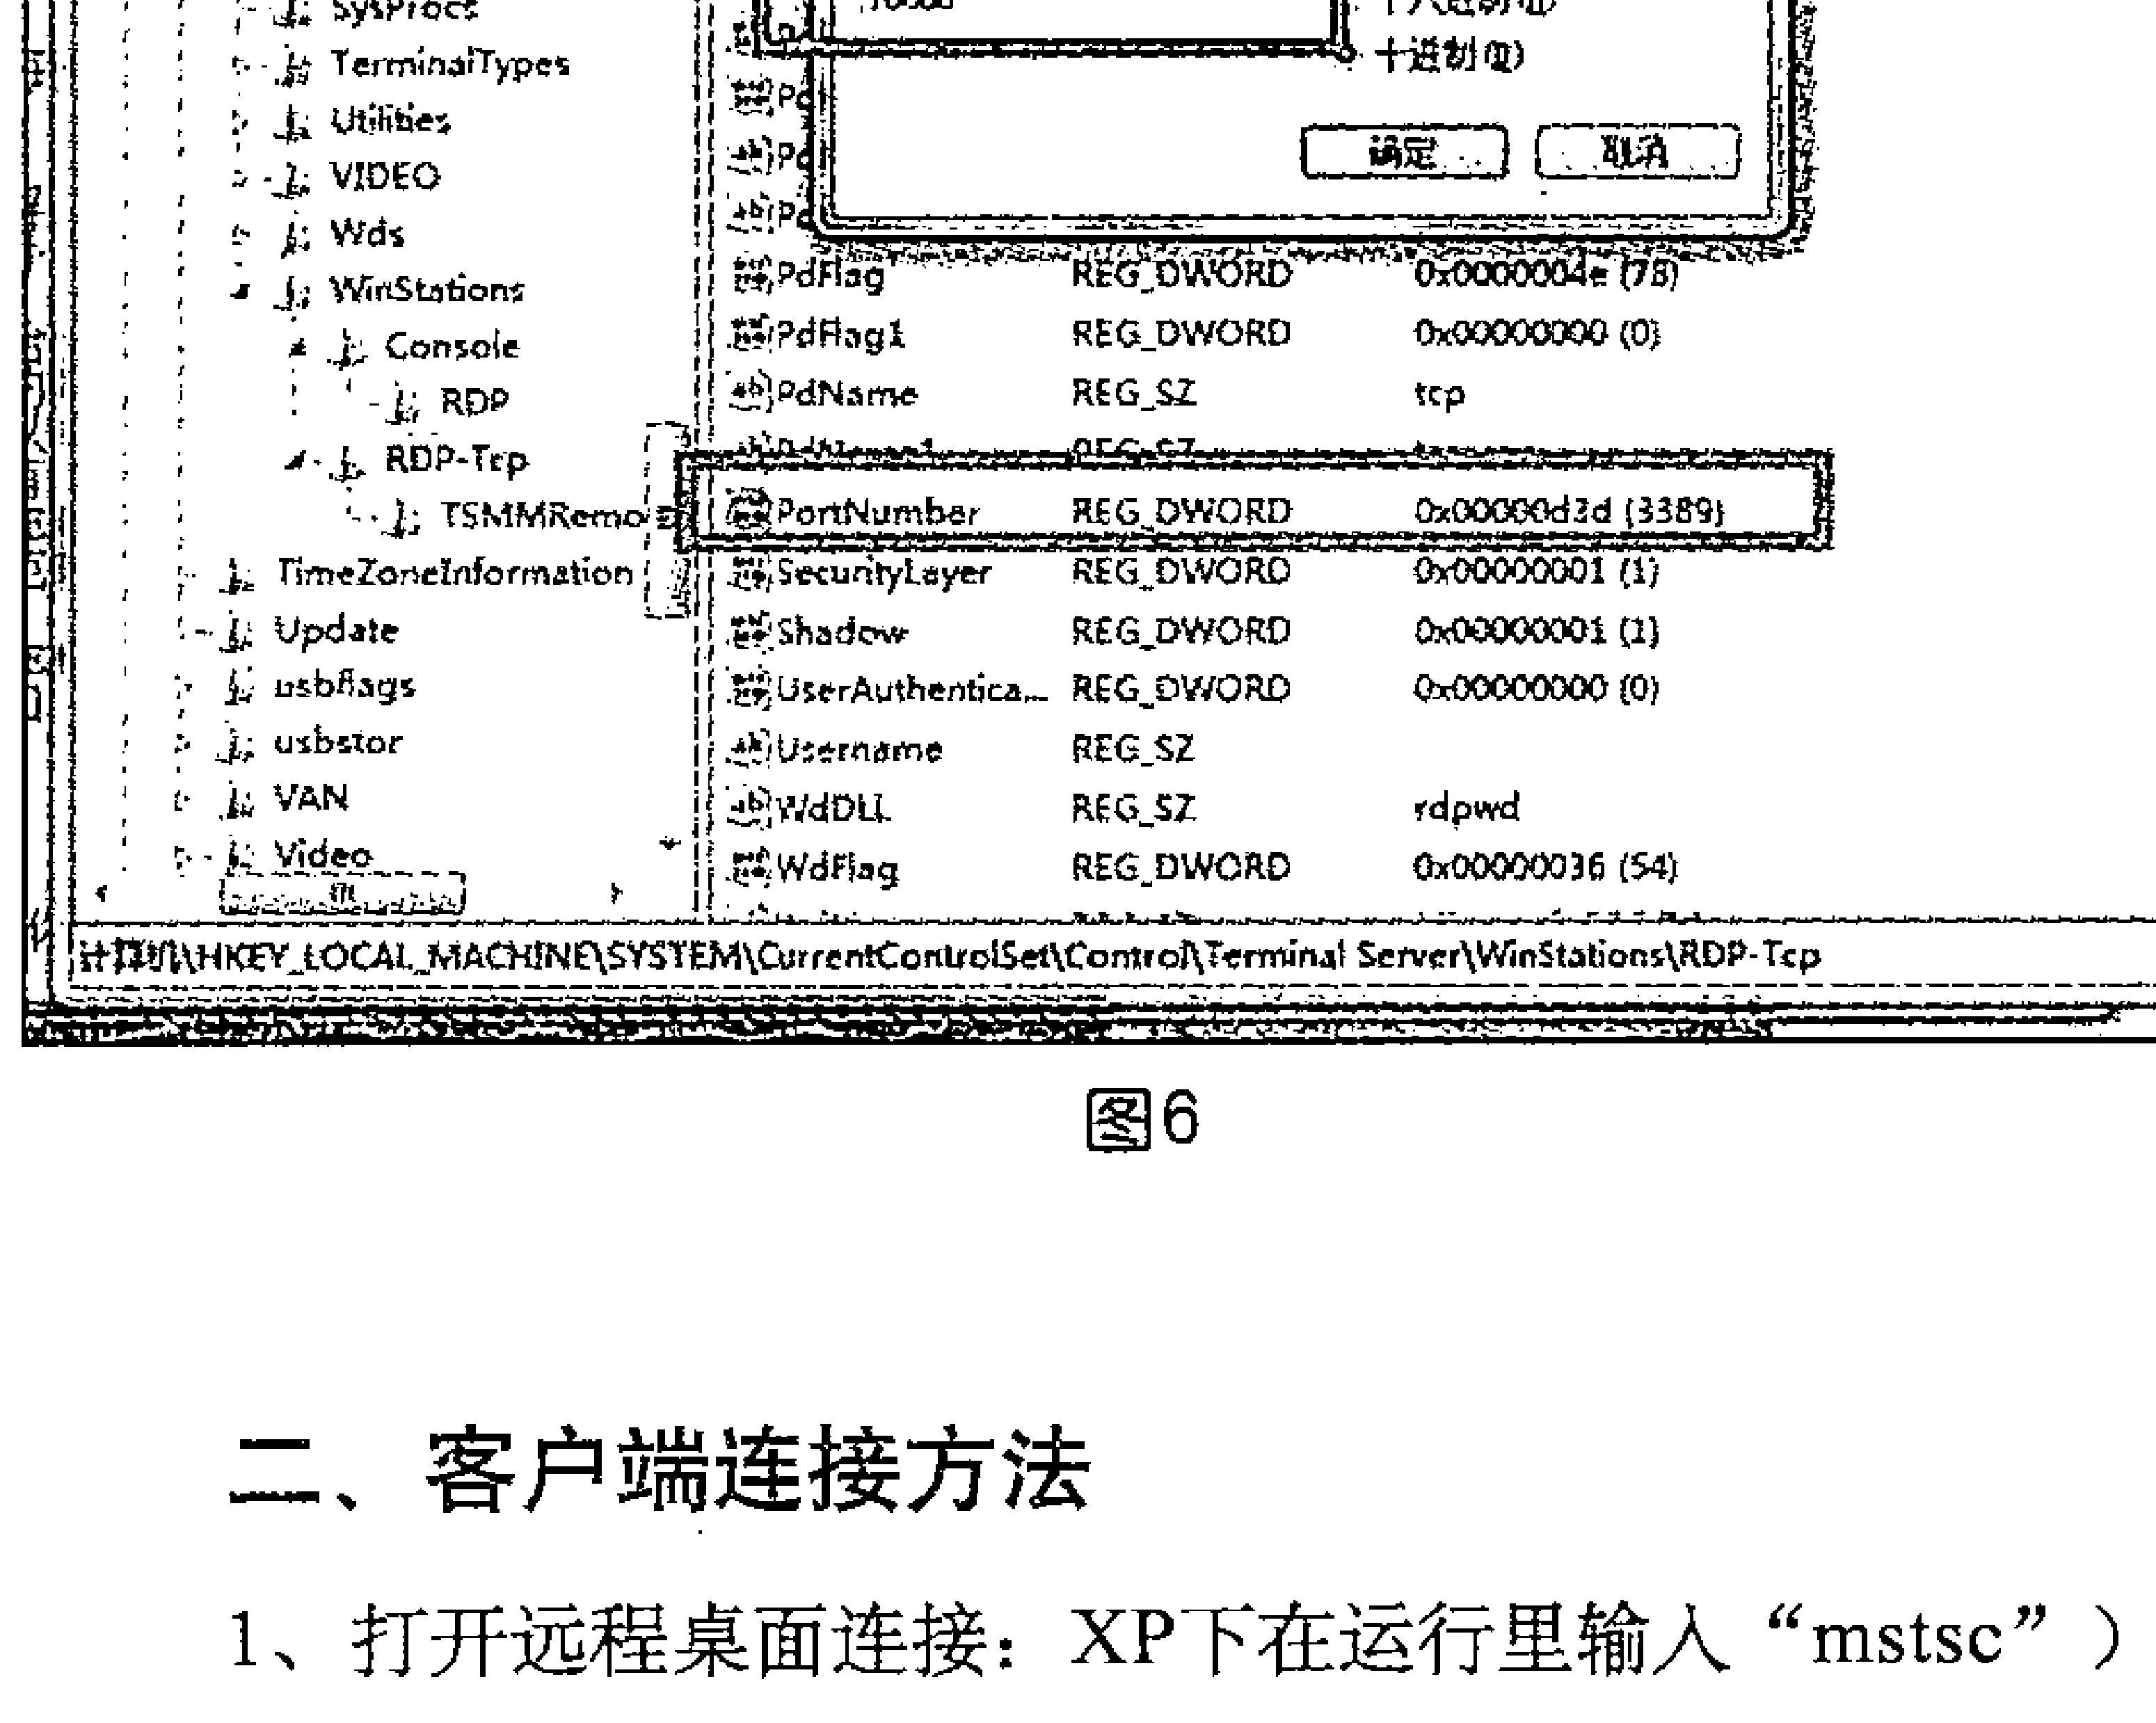 SysProcs
TerminalTypes
Utilities
VIDEO
Wds
WinStations
Console
RDP
RDP-Tcp
TSMMRemo
TimeZoneInformation
Update
usbflags
usbstor
VAN
Video
十进制(D)
确定 取消
PdFlag REG_DWORD 0x0000004e (78)
PdFlag1 REG_DWORD 0x00000000 (0)
PdName REG_SZ tcp
PortNumber REG_DWORD 0x00000d3d (3389)
SecurityLayer REG_DWORD 0x00000001 (1)
Shadow REG_DWORD 0x00000001 (1)
UserAuthentica... REG_DWORD 0x00000000 (0)
Username REG_SZ
WdDLL REG_SZ rdpwd
WdFlag REG_DWORD 0x00000036 (54)
计算机\HKEY_LOCAL_MACHINE\SYSTEM\CurrentControlSet\Control\Terminal Server\WinStations\RDP-Tcp
图6
二、客户端连接方法
1、打开远程桌面连接：XP下在运行里输入“mstsc”）